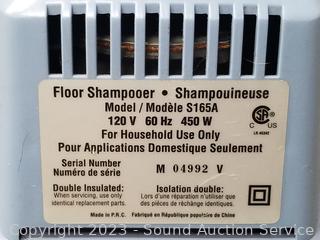 Floor Shampooer · Shampouineuse
Model / Modèle S165A
120 V 60 Hz 450 W
For Household Use Only
Pour Applications Domestique Seulement
Serial Number
Numéro de série
M 04992 V
Double Insulated:
When servicing, use only
identical replacement parts.
Isolation double:
Lors d'une réparation n'utiliser que
des pièces de réchange identiques.
Made in P.R.C. Fabriqué en République populaire de Chine
C US
Copyright 2023 - Sound Auction Service